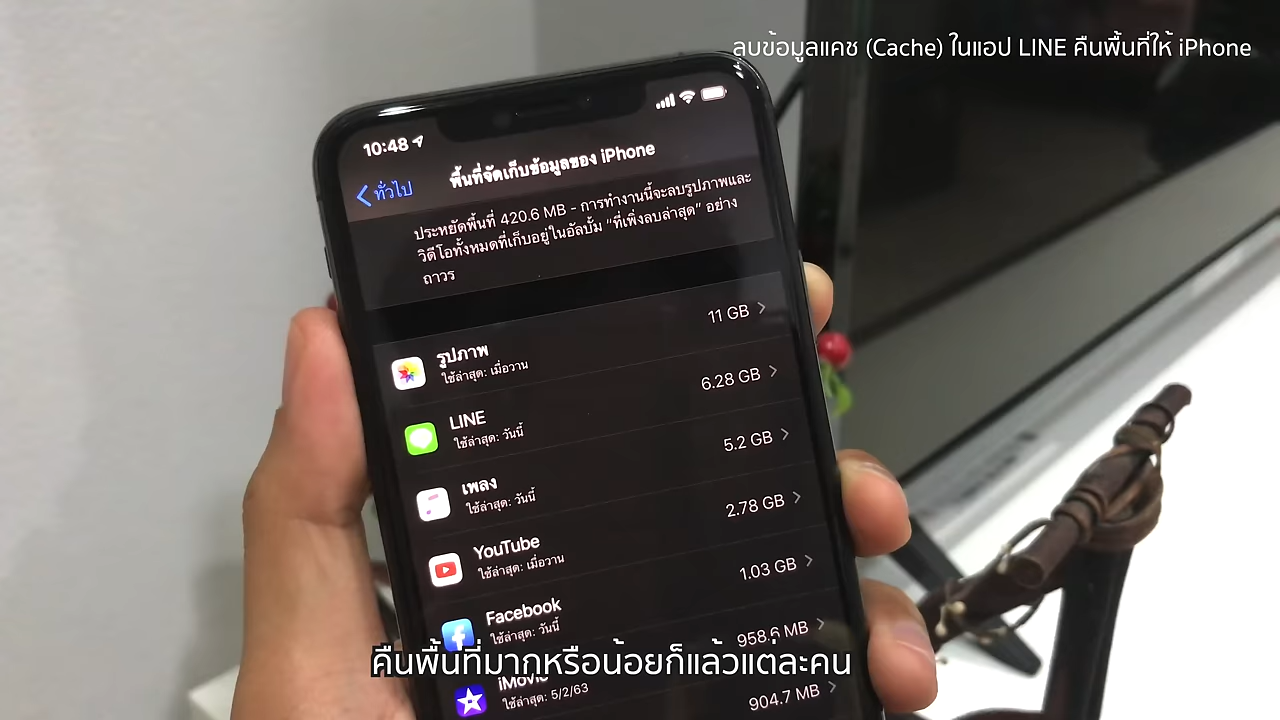 ลบข้อมูลแคช (Cache) ในแอป LINE คืนพื้นที่ให้ iPhone
10:48
ทั่วไป
พื้นที่จัดเก็บข้อมูลของ iPhone
ประหยัดพื้นที่ 420.6 MB - การทำงานนี้จะลบรูปภาพและ
วิดีโอทั้งหมดที่เก็บอยู่ในอัลบั้ม "ที่เพิ่งลบล่าสุด" อย่าง
ถาวร
รูปภาพ 11 GB
ใช้ล่าสุด: เมื่อวาน
LINE 6.28 GB
ใช้ล่าสุด: วันนี้
เพลง 5.2 GB
ใช้ล่าสุด: วันนี้
YouTube 2.78 GB
ใช้ล่าสุด: เมื่อวาน
Facebook 1.03 GB
ใช้ล่าสุด: วันนี้
iMovie 958.6 MB
ใช้ล่าสุด: 5/2/63
904.7 MB
คืนพื้นที่มากหรือน้อยก็แล้วแต่ละคน